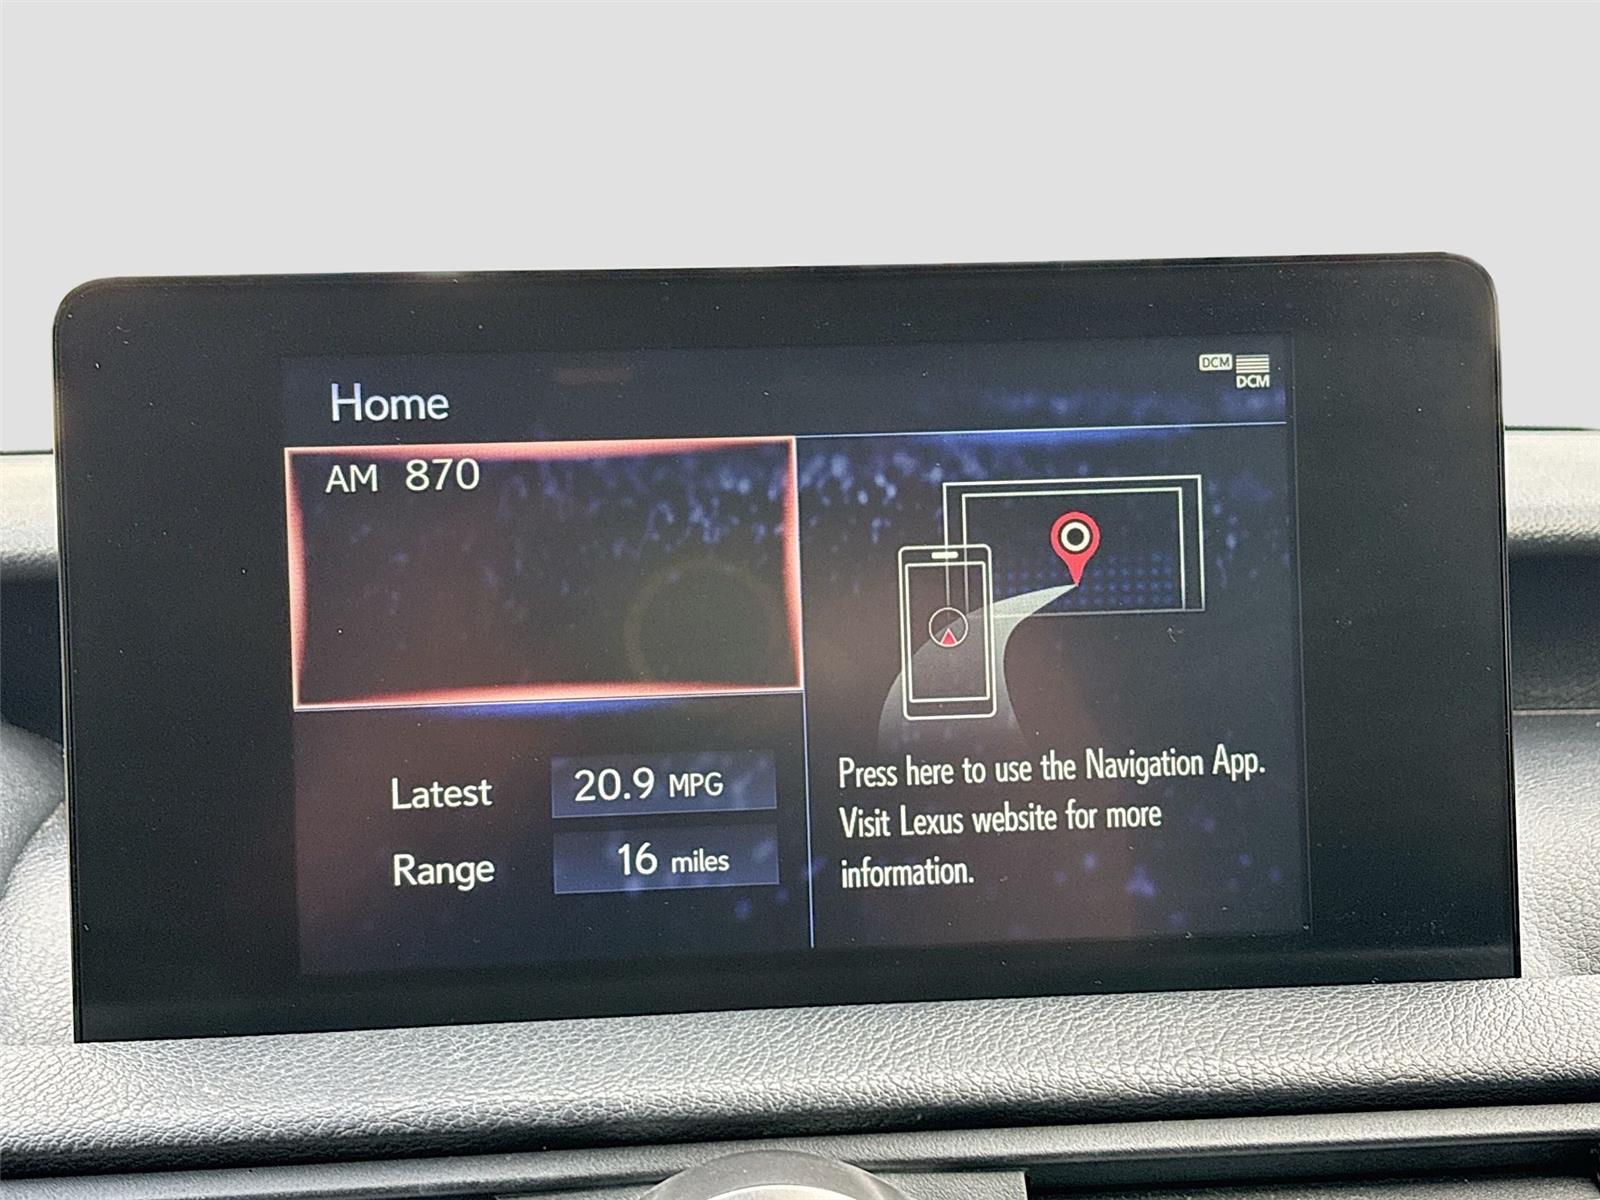 Home
DCM
DCM
AM 870
Latest 20.9 MPG
Range 16 miles
Press here to use the Navigation App.
Visit Lexus website for more
information.